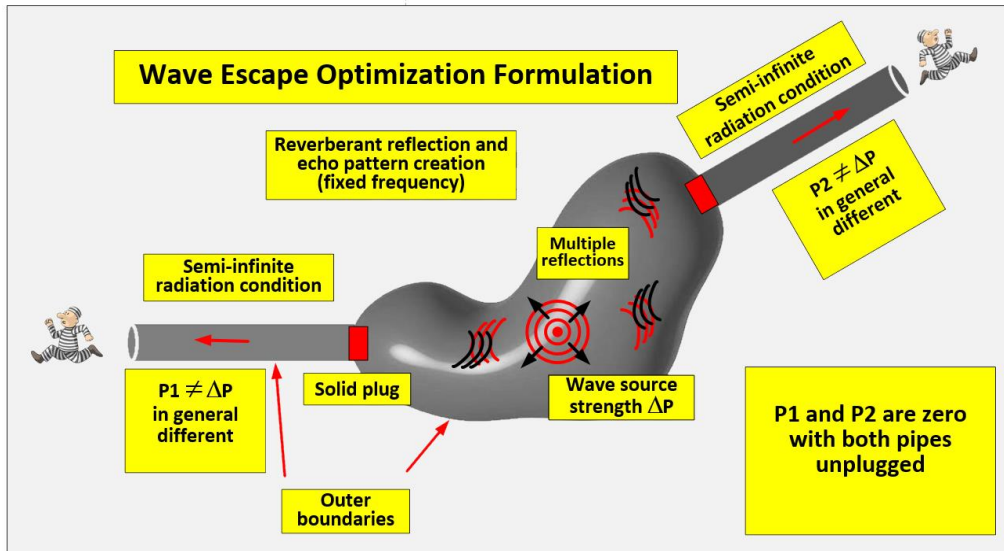 Wave Escape Optimization Formulation
Semi-infinite
radiation condition
Reverberant reflection and
echo pattern creation
(fixed frequency)
P2 ≠ ΔP
in general
different
Multiple
reflections
Semi-infinite
radiation condition
P1 ≠ ΔP
in general
different
Solid plug
Wave source
strength ΔP
P1 and P2 are zero
with both pipes
unplugged
Outer
boundaries